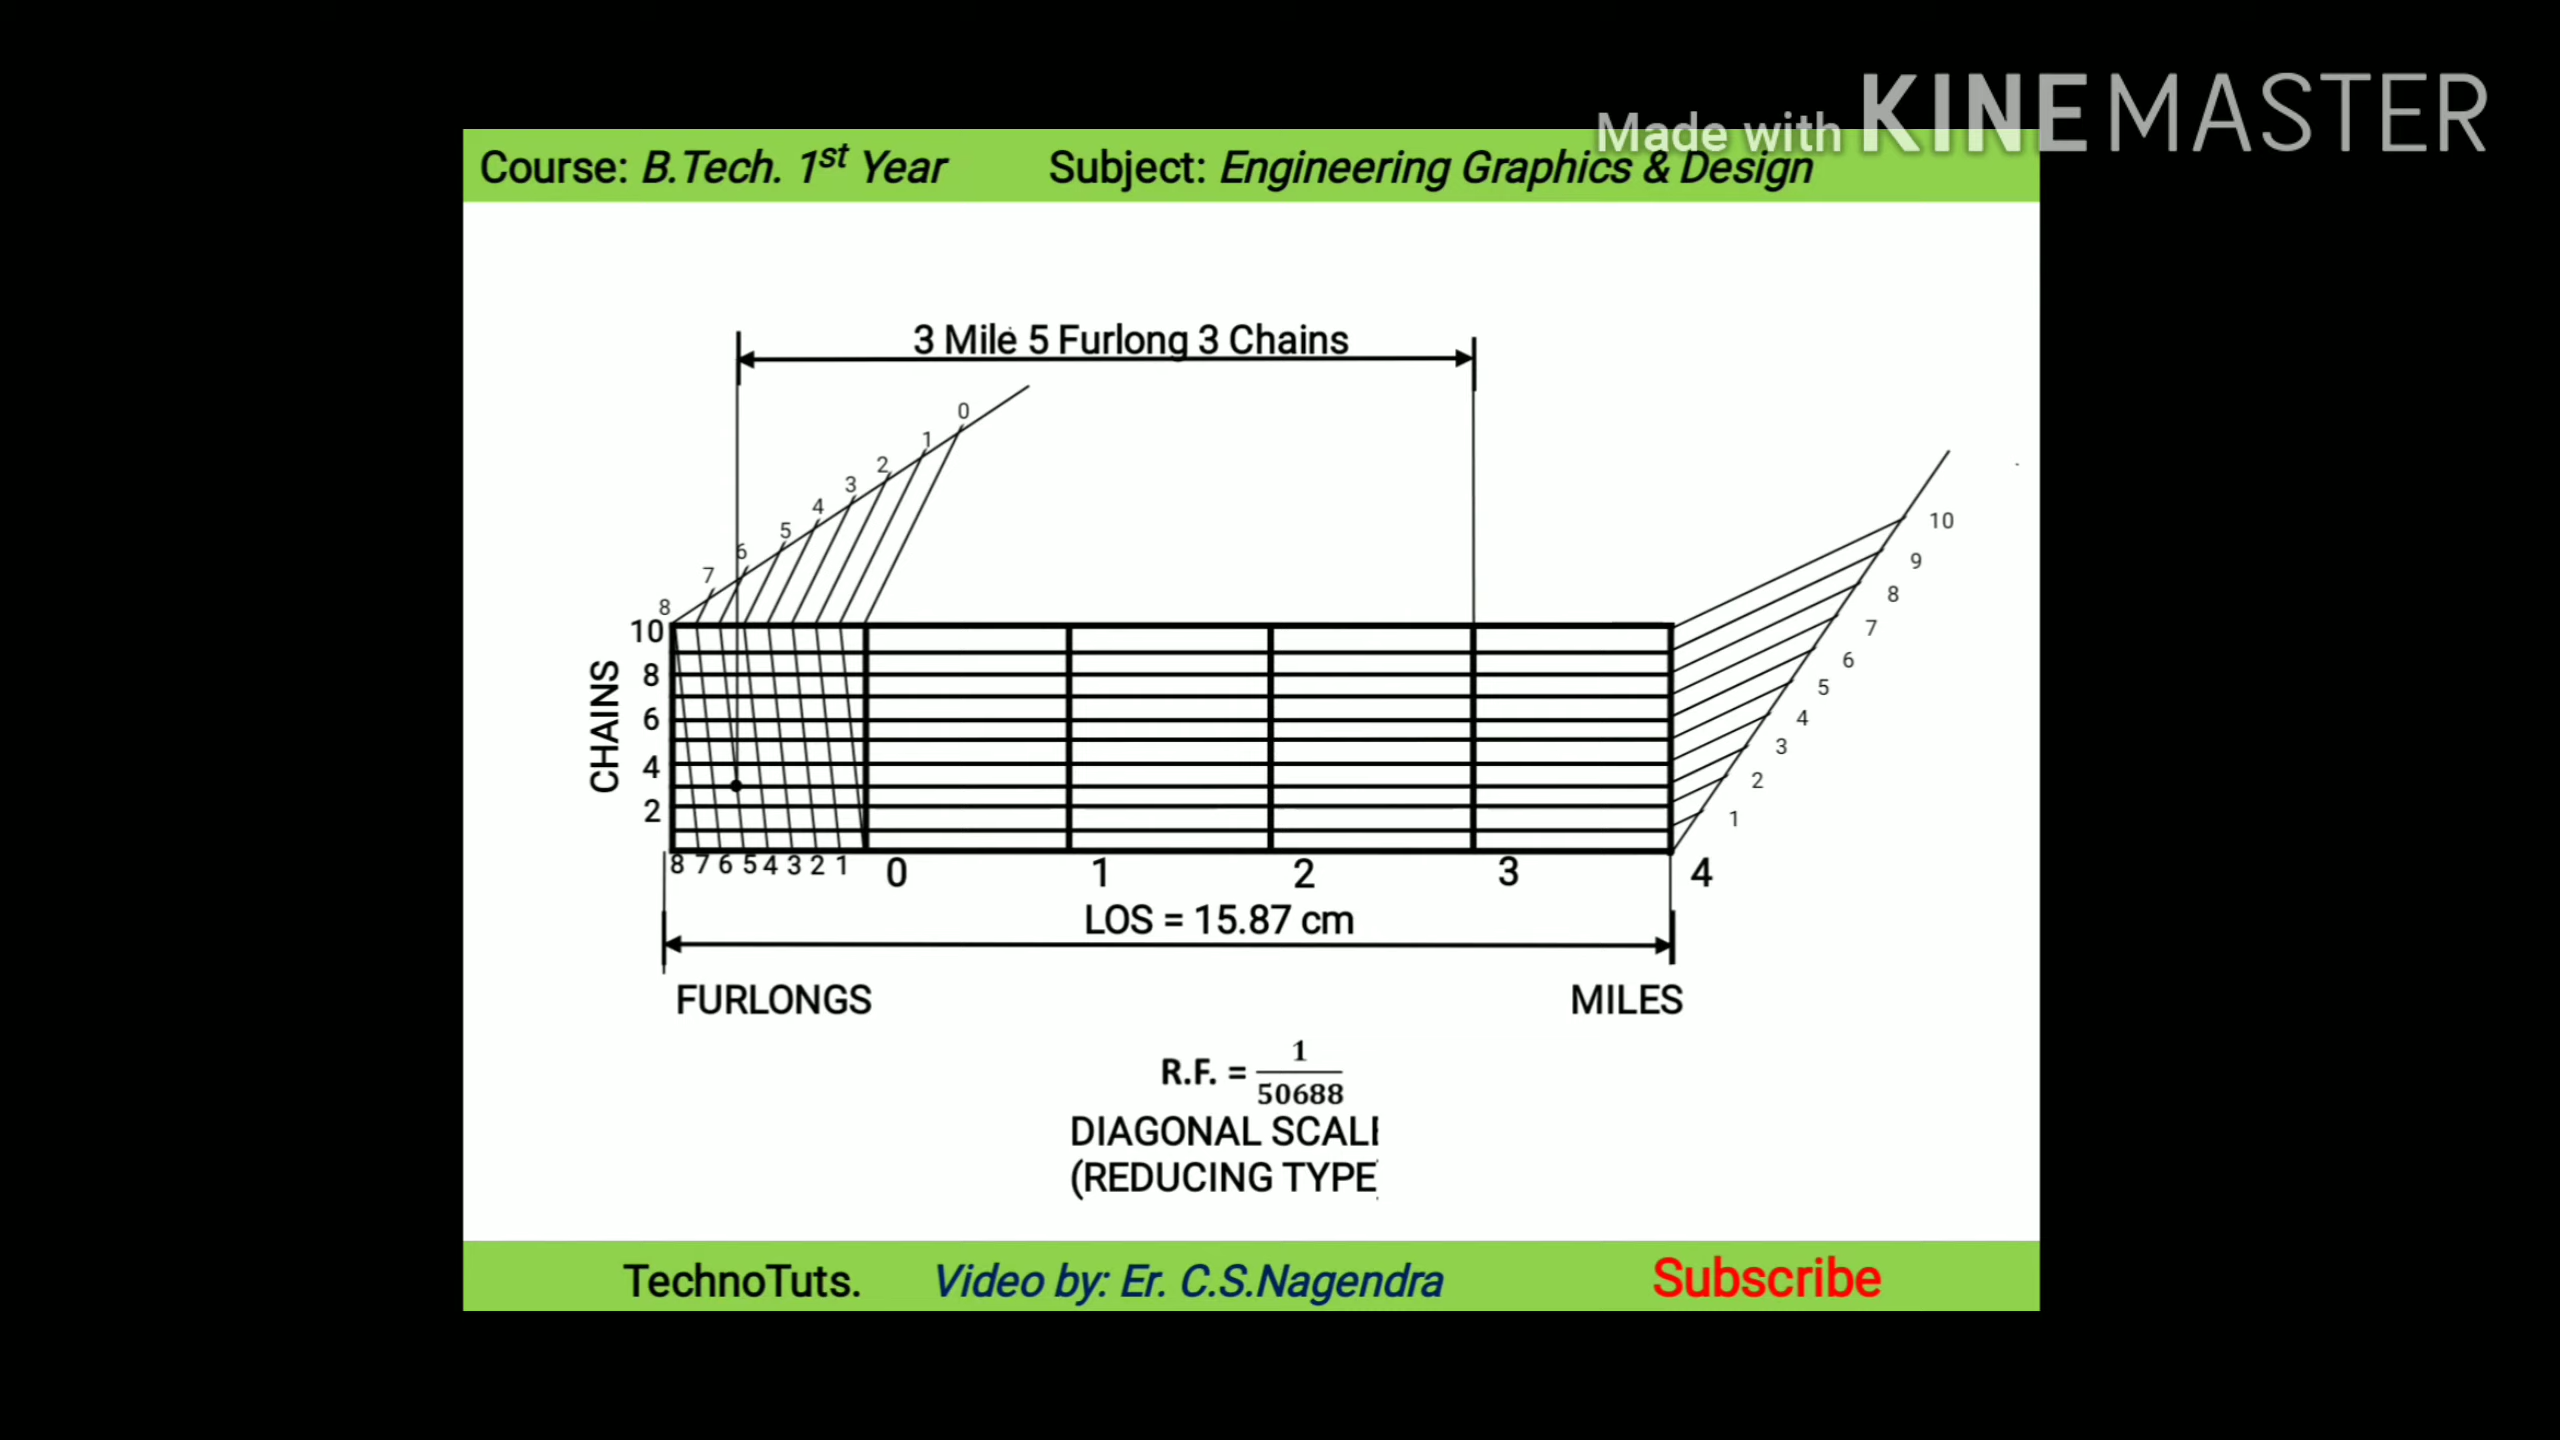 Made with KINEMASTER
Course: B.Tech. 1st Year Subject: Engineering Graphics & Design
3 Mile 5 Furlong 3 Chains
0
1
2
3
4
5
6
7
8
10
9
8
7
6
5
4
3
2
1
CHAINS
10
8
6
4
2
8 7 6 5 4 3 2 1 0 1 2 3 4
LOS = 15.87 cm
FURLONGS MILES
R.F. = 1/50688
DIAGONAL SCALE
(REDUCING TYPE)
TechnoTuts. Video by: Er. C.S.Nagendra Subscribe